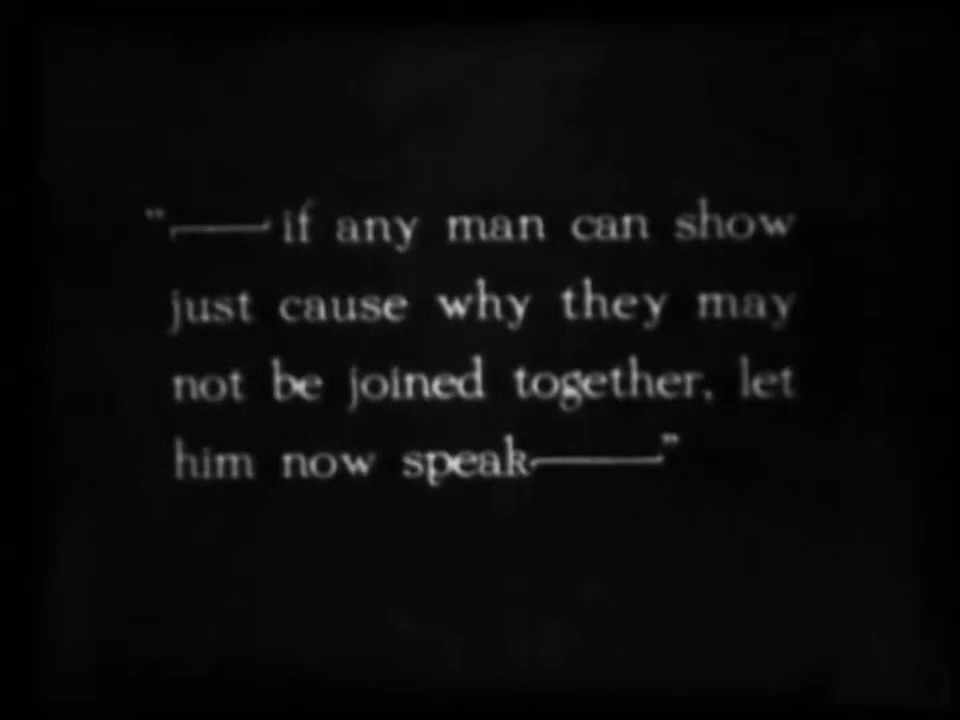 "——if any man can show
just cause why they may
not be joined together, let
him now speak——"